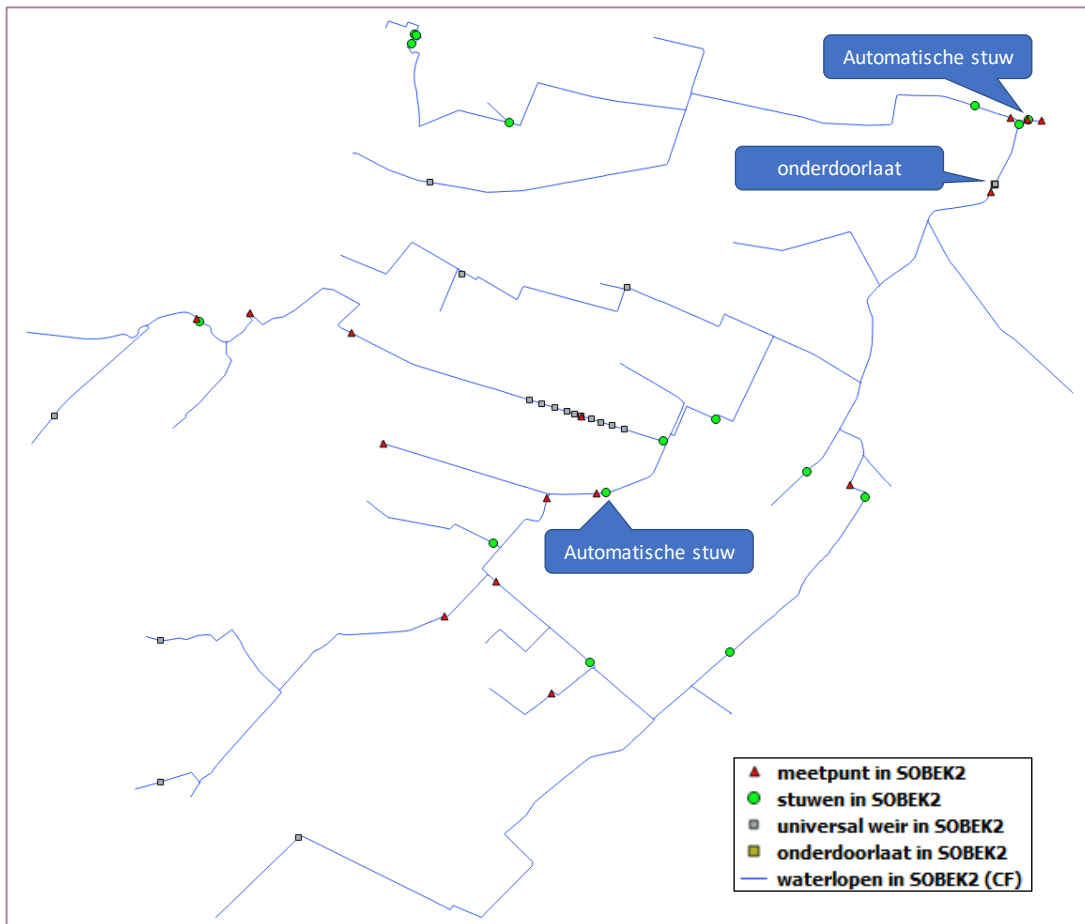 Automatische stuw
onderdoorlaat
Automatische stuw
meetpunt in SOBEK2
stuwen in SOBEK2
universal weir in SOBEK2
onderdoorlaat in SOBEK2
waterlopen in SOBEK2 (CF)